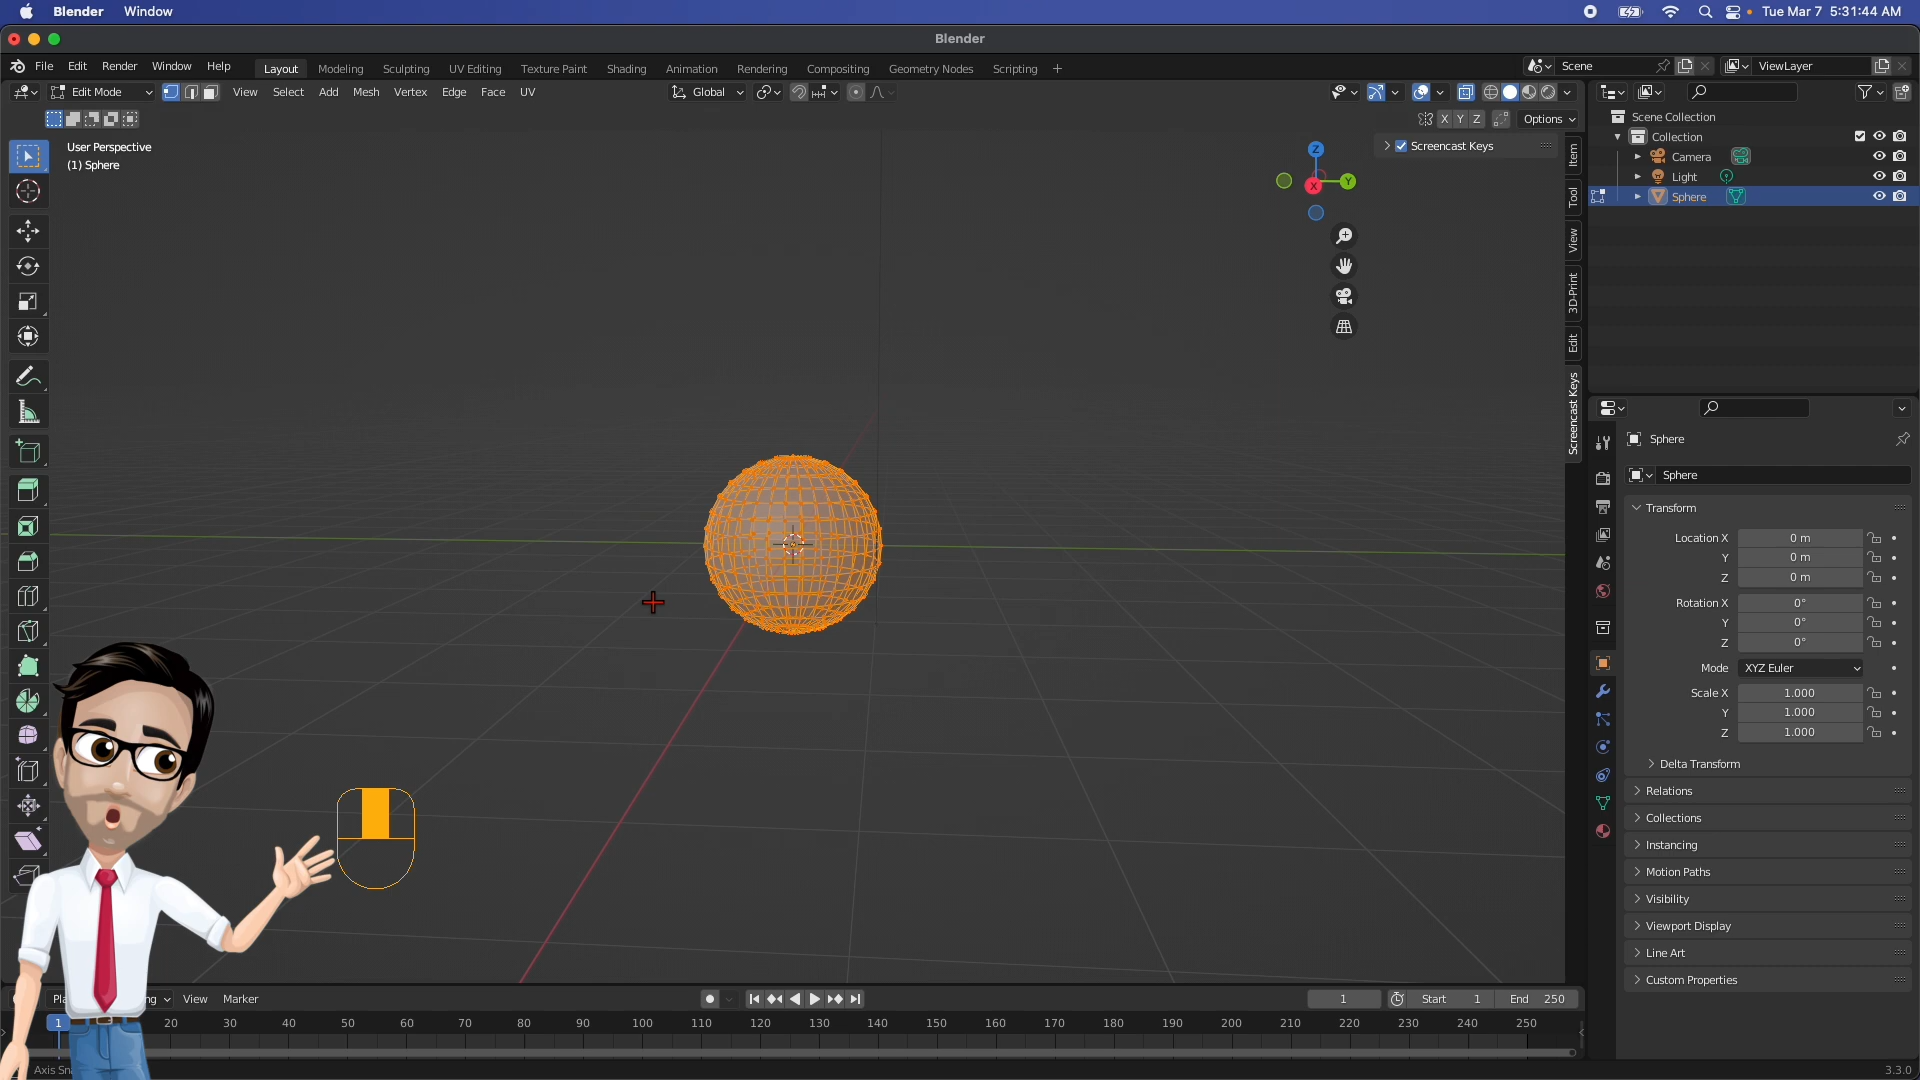 Blender Window Tue Mar 7 5:31:44 AM
Blender
File Edit Render Window Help Layout Modeling Sculpting UV Editing Texture Paint Shading Animation Rendering Compositing Geometry Nodes Scripting + Scene ViewLayer
Edit Mode View Select Add Mesh Vertex Edge Face UV Global
X Y Z Options
User Perspective
(1) Sphere
Z
Y
X
Screencast Keys
Item
Tool
View
3D-Print
Edit
Screencast Keys
Scene Collection
Collection
Camera
Light
Sphere
Sphere
Sphere
Transform
Location X 0 m
Y 0 m
Z 0 m
Rotation X 0°
Y 0°
Z 0°
Mode XYZ Euler
Scale X 1.000
Y 1.000
Z 1.000
Delta Transform
Relations
Collections
Instancing
Motion Paths
Visibility
Viewport Display
Line Art
Custom Properties
View Marker 1 Start 1 End 250
1 20 30 40 50 60 70 80 90 100 110 120 130 140 150 160 170 180 190 200 210 220 230 240 250
Axis
3.3.0